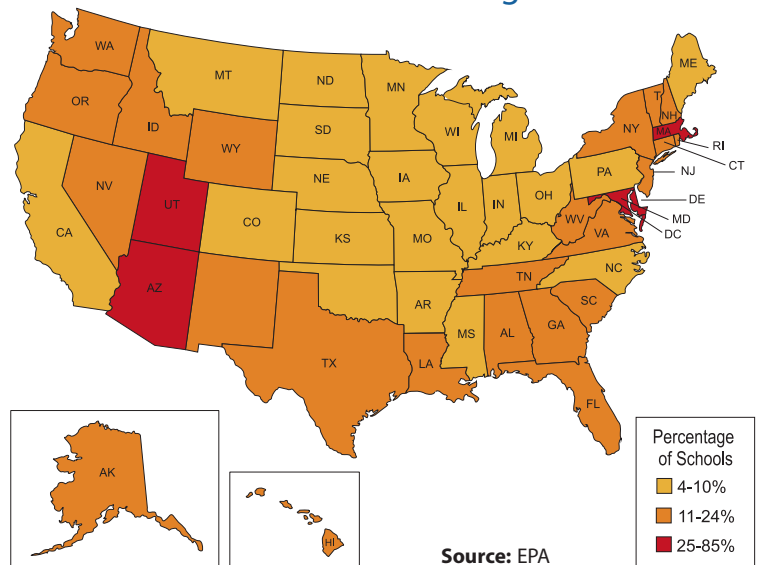 WA
MT
ND
MN
ME
OR
ID
SD
WI
MI
NY
NH
MA
RI
CT
WY
NE
IA
PA
NJ
NV
UT
CO
IL
IN
OH
DE
MD
DC
CA
KS
MO
KY
WV
VA
AZ
AR
TN
NC
SC
TX
LA
MS
AL
GA
FL
AK
HI
Percentage
of Schools
4-10%
11-24%
25-85%
Source: EPA